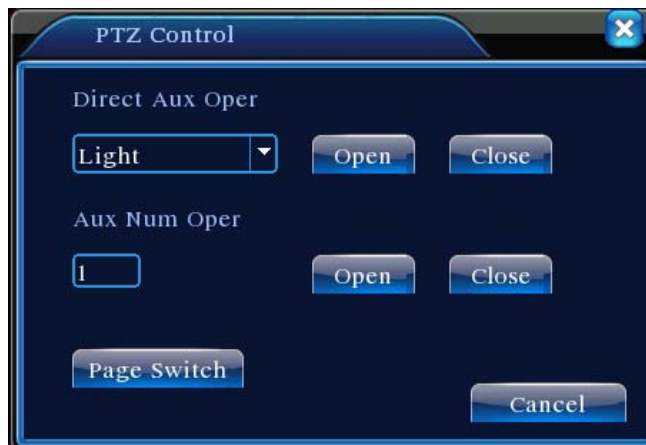 PTZ Control
Direct Aux Oper
Light Open Close
Aux Num Oper
1 Open Close
Page Switch
Cancel